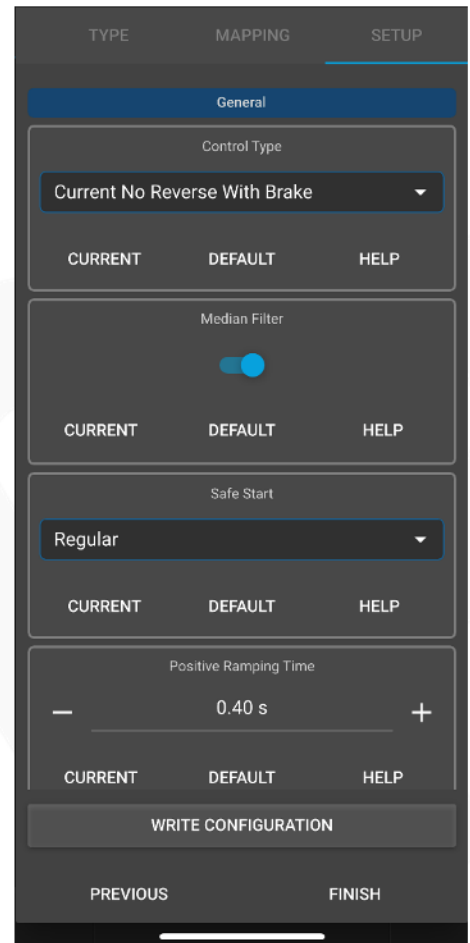 TYPE MAPPING SETUP
General
Control Type
Current No Reverse With Brake
CURRENT DEFAULT HELP
Median Filter
CURRENT DEFAULT HELP
Safe Start
Regular
CURRENT DEFAULT HELP
Positive Ramping Time
0.40 s
CURRENT DEFAULT HELP
WRITE CONFIGURATION
PREVIOUS FINISH